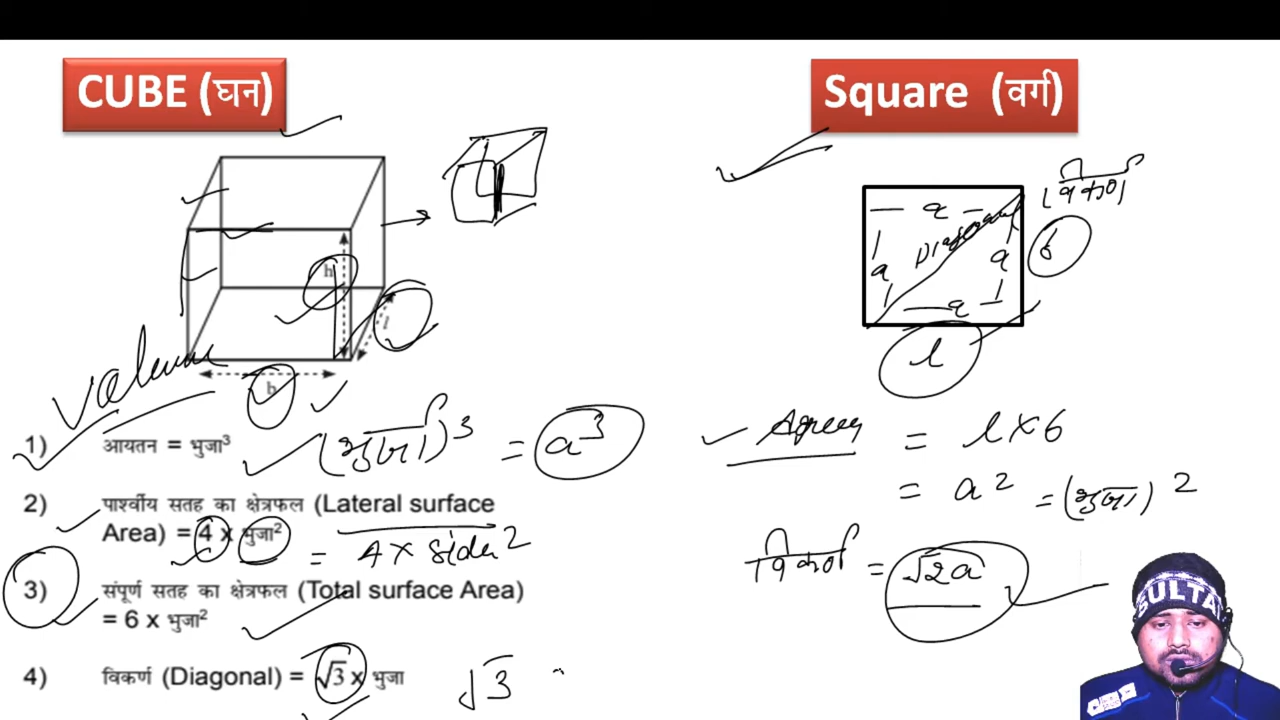 CUBE (घन)
Square (वर्ग)
h
l
b
Volume
a
a
a
a
Diagonal
विकर्ण
b
l
1) आयतन = भुजा³
(भुजा)³ = a³
2) पार्श्वीय सतह का क्षेत्रफल (Lateral surface
Area) = 4 x भुजा²
= 4 x side²
3) संपूर्ण सतह का क्षेत्रफल (Total surface Area)
= 6 x भुजा²
4) विकर्ण (Diagonal) = √3 x भुजा
√3
= l x b
= a² = (भुजा)²
विकर्ण = √2a
SULTA